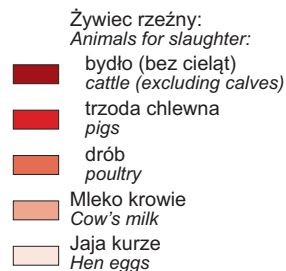 Żywiec rzeźny:
Animals for slaughter:
bydło (bez cieląt)
cattle (excluding calves)
trzoda chlewna
pigs
drób
poultry
Mleko krowie
Cow's milk
Jaja kurze
Hen eggs